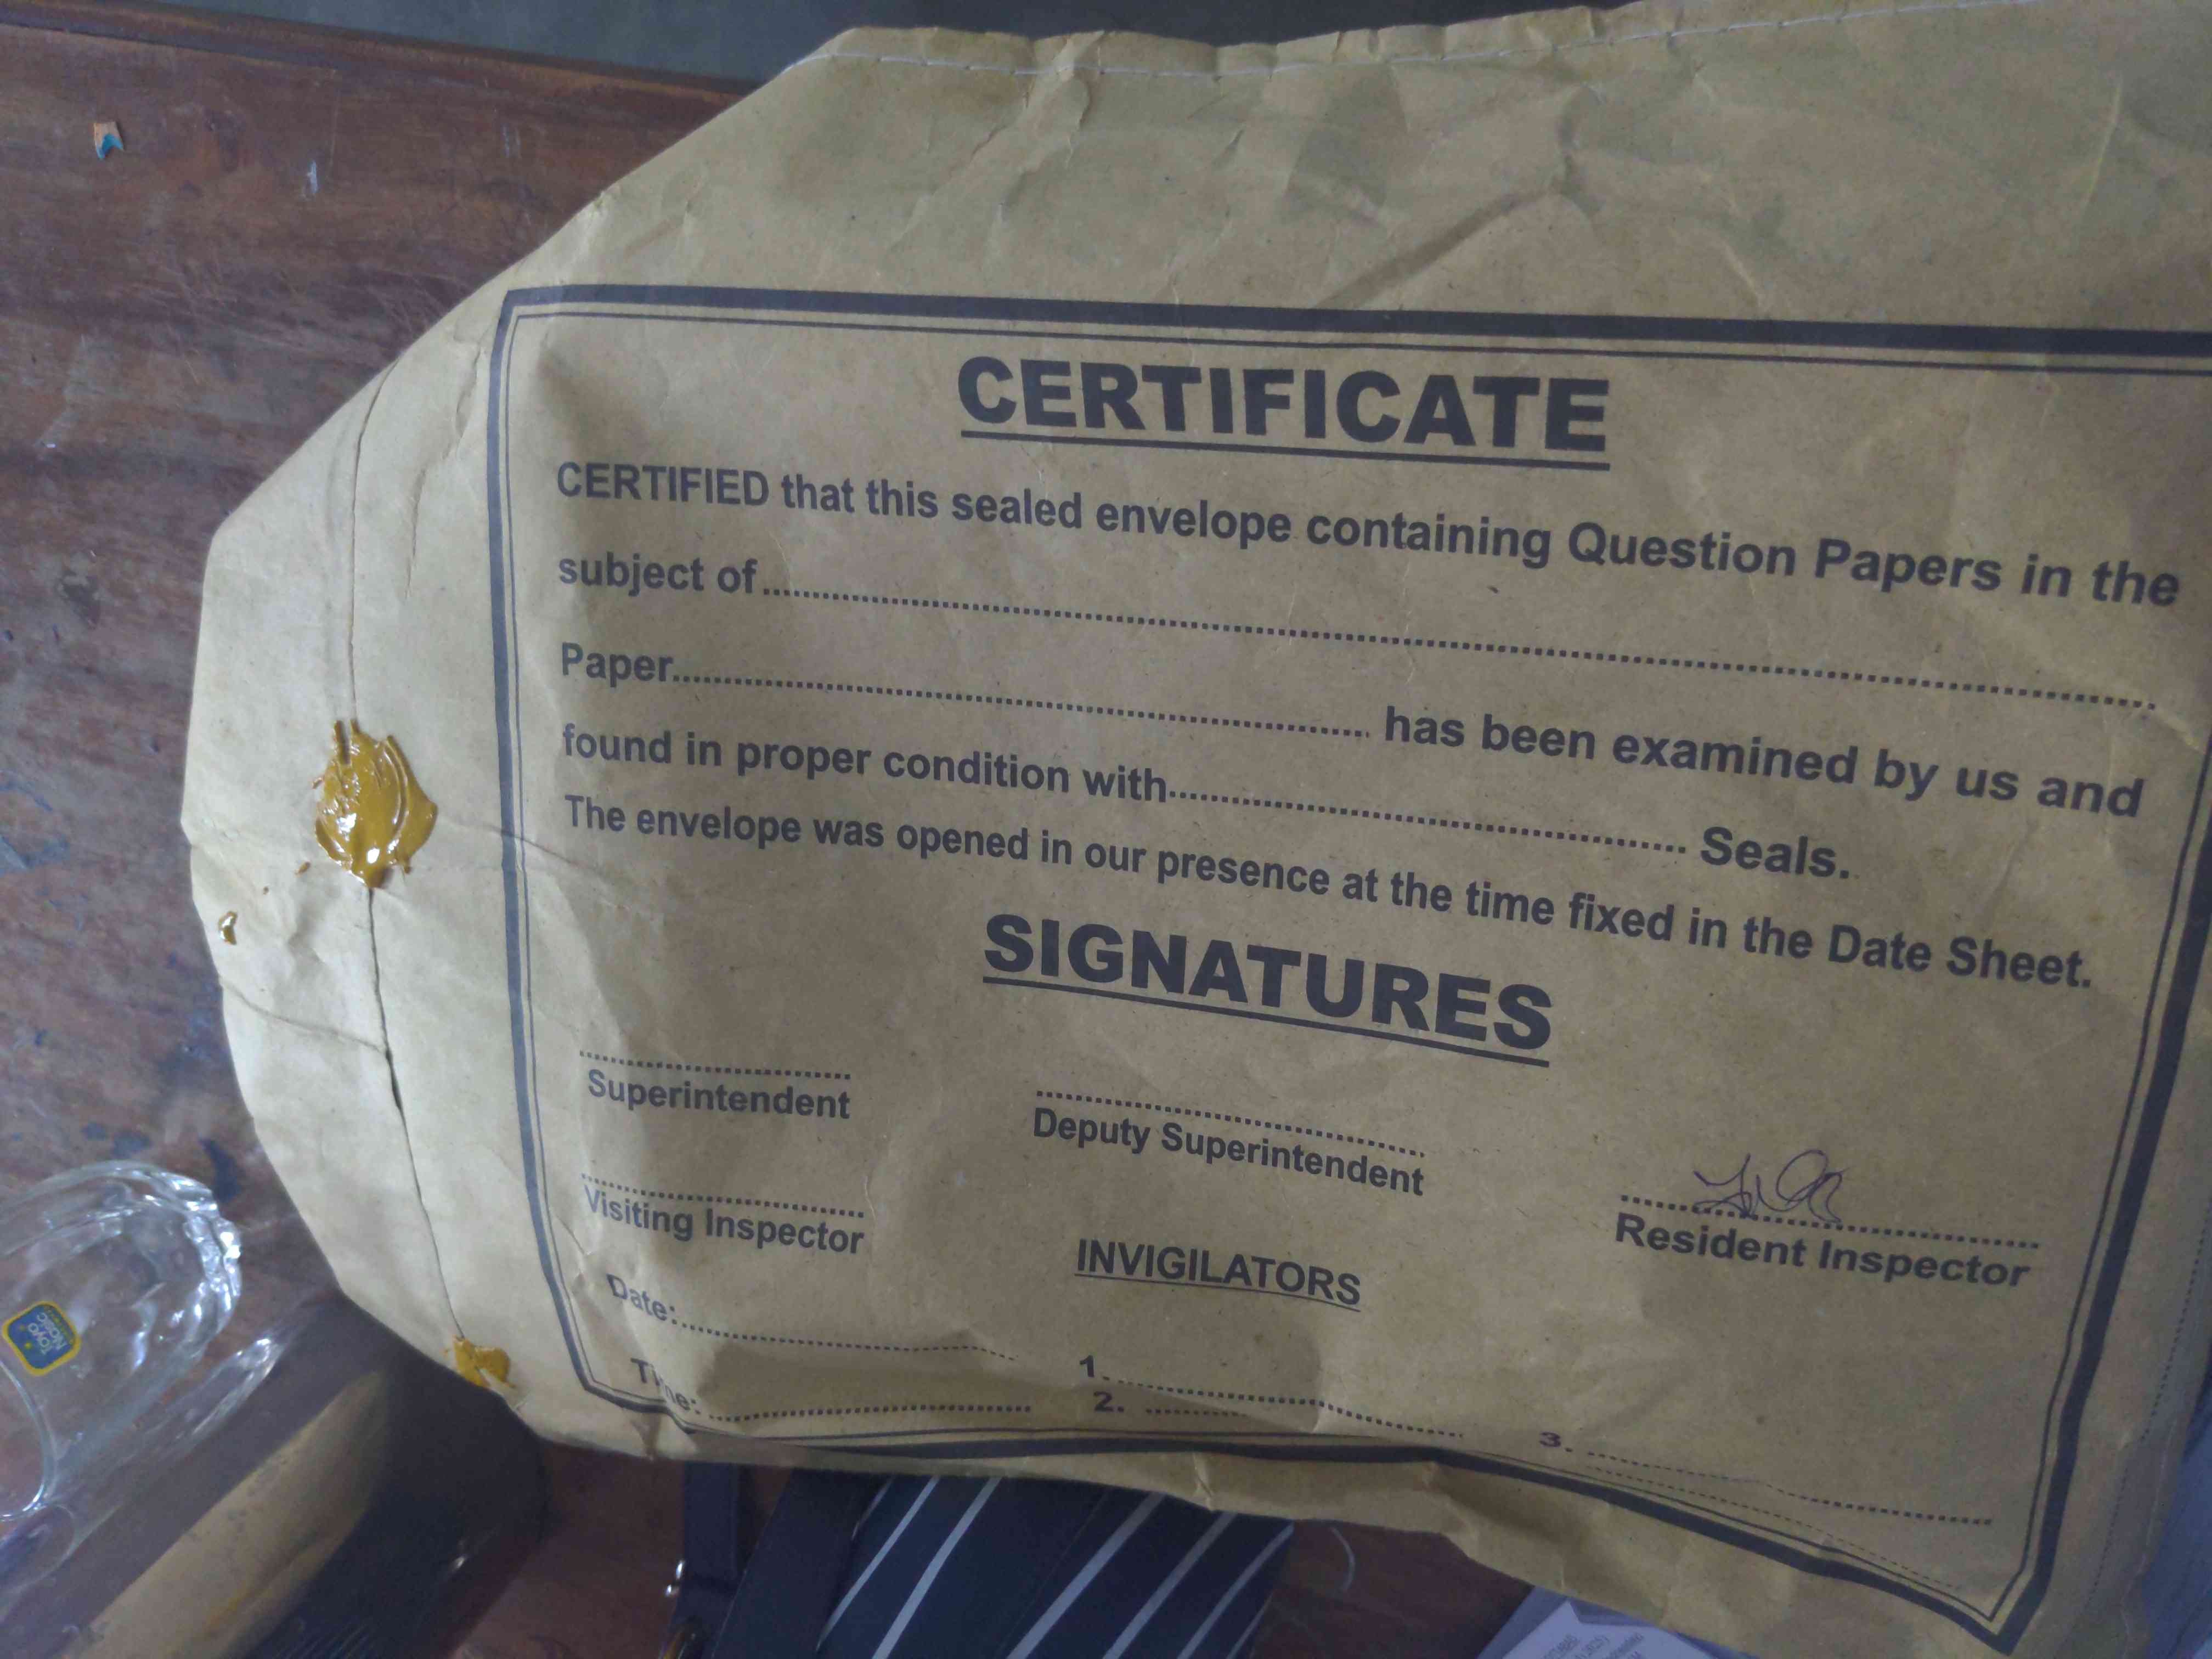 CERTIFICATE
CERTIFIED that this sealed envelope containing Question Papers in the
subject of........................................................................................................
Paper.................................................... has been examined by us and
found in proper condition with.......................................... Seals.
The envelope was opened in our presence at the time fixed in the Date Sheet.
SIGNATURES
Superintendent
Deputy Superintendent
Resident Inspector
Visiting Inspector
INVIGILATORS
Date:..............................
Time:..............................
1. ..............................
2. ..............................
3. ..............................
TOYO
NASIC